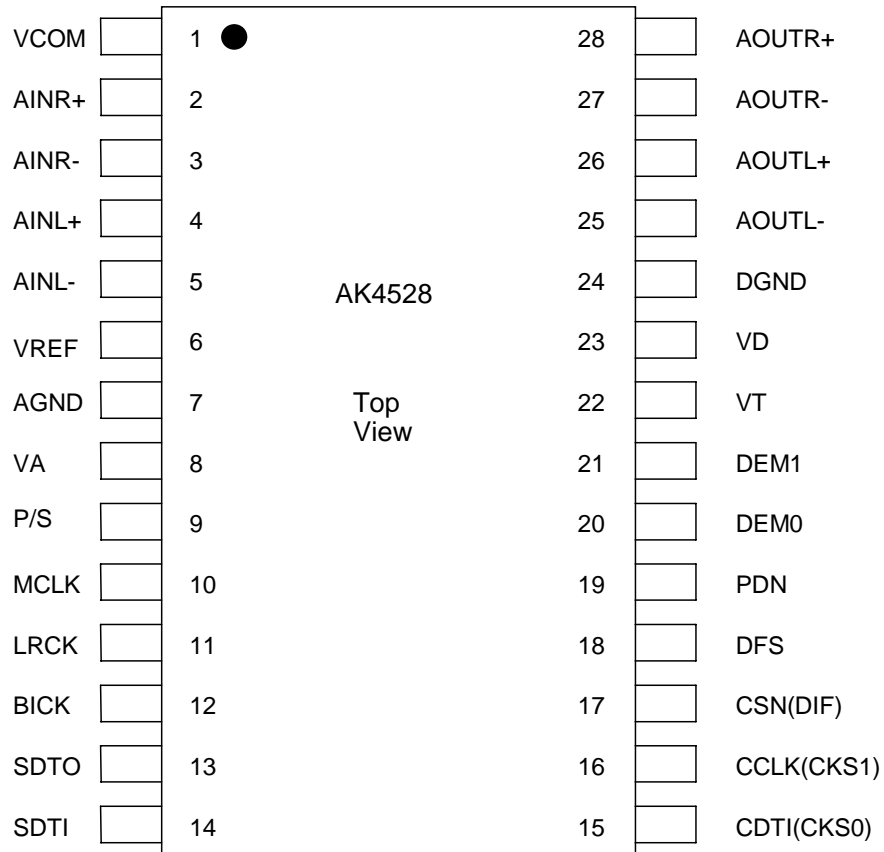 VCOM 1 28 AOUTR+
AINR+ 2 27 AOUTR-
AINR- 3 26 AOUTL+
AINL+ 4 25 AOUTL-
AINL- 5 24 DGND
AK4528
VREF 6 23 VD
AGND 7 22 VT
Top
View
VA 8 21 DEM1
P/S 9 20 DEM0
MCLK 10 19 PDN
LRCK 11 18 DFS
BICK 12 17 CSN(DIF)
SDTO 13 16 CCLK(CKS1)
SDTI 14 15 CDTI(CKS0)